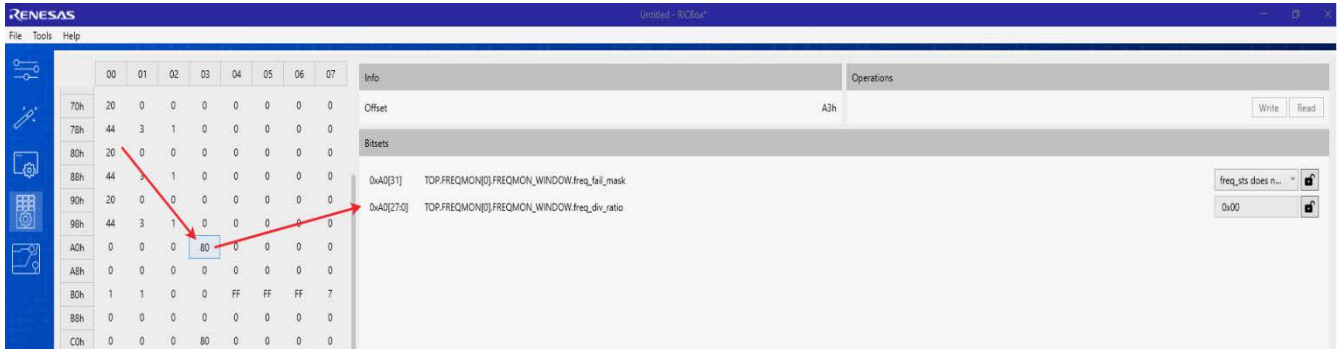 RENESAS
Untitled - RICBox*
File Tools Help
00 01 02 03 04 05 06 07
70h 20 0 0 0 0 0 0 0
78h 44 3 1 0 0 0 0 0
80h 20 0 0 0 0 0 0 0
88h 44 3 1 0 0 0 0 0
90h 20 0 0 0 0 0 0 0
98h 44 3 1 0 0 0 0 0
A0h 0 0 0 80 0 0 0 0
A8h 0 0 0 0 0 0 0 0
B0h 1 1 0 0 FF FF FF 7
B8h 0 0 0 0 0 0 0 0
C0h 0 0 0 80 0 0 0 0
Info
Offset A3h
Operations
Write Read
Bitsets
0xA0[31] TOP.FREQMON[0].FREQMON_WINDOW.freq_fail_mask freq_sts does n...
0xA0[27:0] TOP.FREQMON[0].FREQMON_WINDOW.freq_div_ratio 0x00